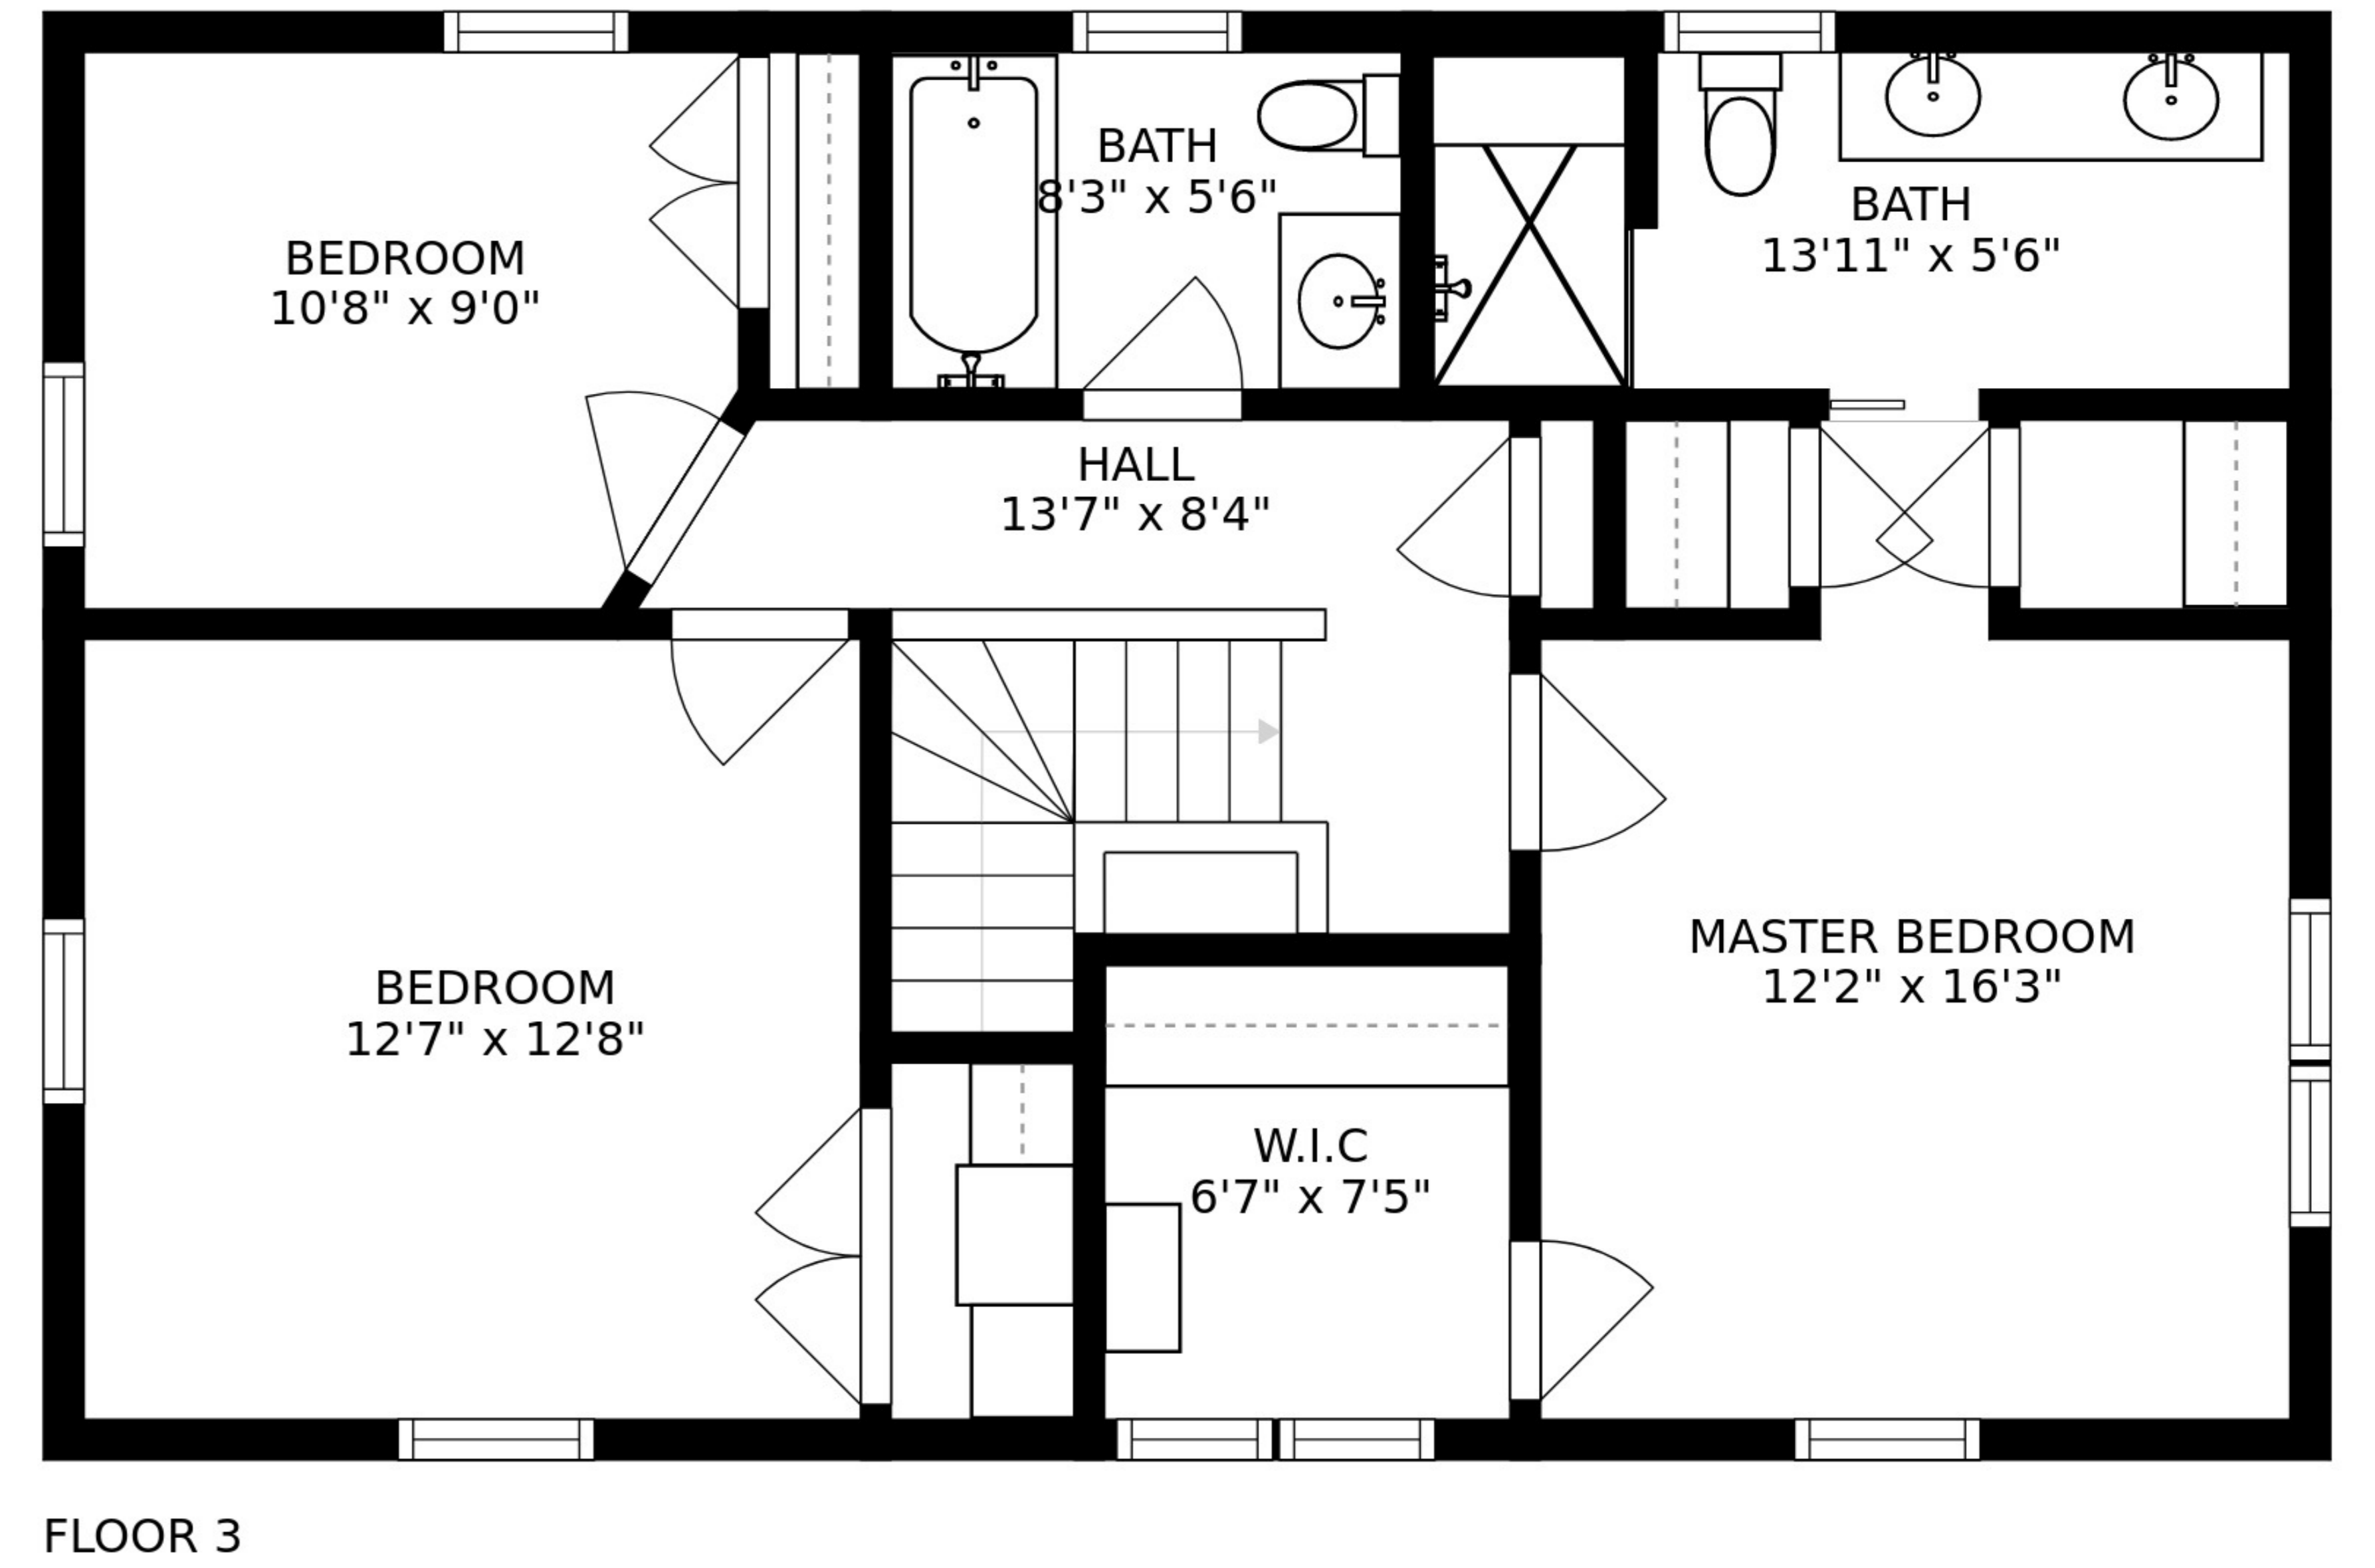 BATH
8'3" x 5'6"
BATH
13'11" x 5'6"
BEDROOM
10'8" x 9'0"
HALL
13'7" x 8'4"
MASTER BEDROOM
12'2" x 16'3"
BEDROOM
12'7" x 12'8"
W.I.C
6'7" x 7'5"
FLOOR 3